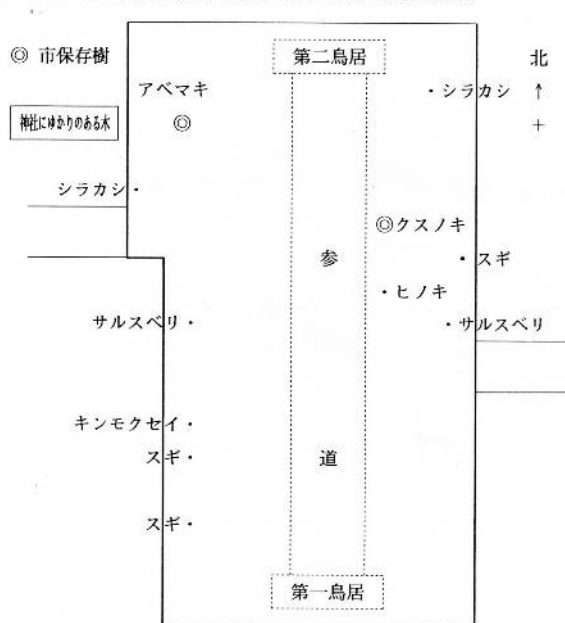 第二鳥居
◎ 市保存樹
北
アベマキ
・シラカシ
↑
神社にゆかりのある木
◎
+
シラカシ・
◎クスノキ
参
・スギ
・ヒノキ
サルスベリ・
・サルスベリ
キンモクセイ・
スギ・
道
スギ・
第一鳥居